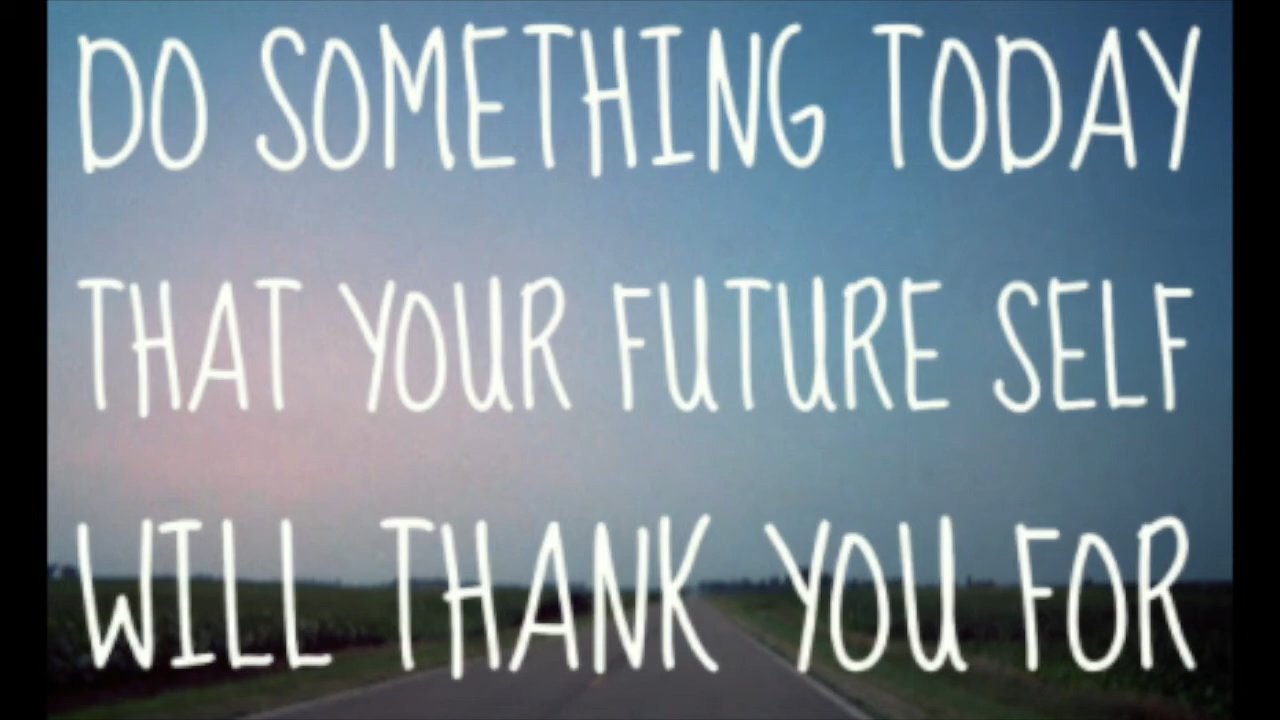 DO SOMETHING TODAY
THAT YOUR FUTURE SELF
WILL THANK YOU FOR